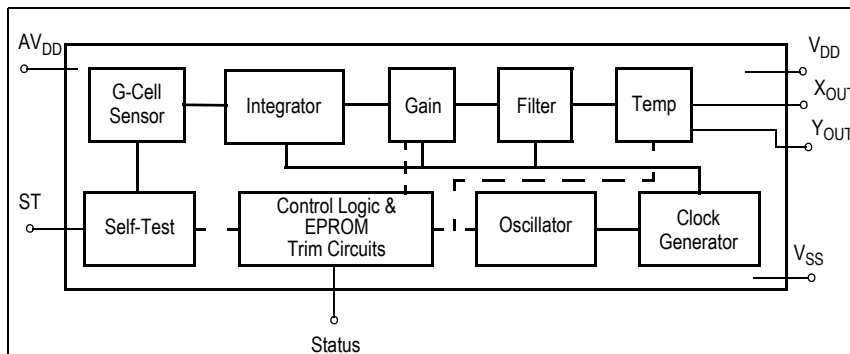 AVDD
VDD
G-Cell
Sensor
Integrator
Gain
Filter
Temp
XOUT
YOUT
ST
Self-Test
Control Logic &
EPROM
Trim Circuits
Oscillator
Clock
Generator
VSS
Status